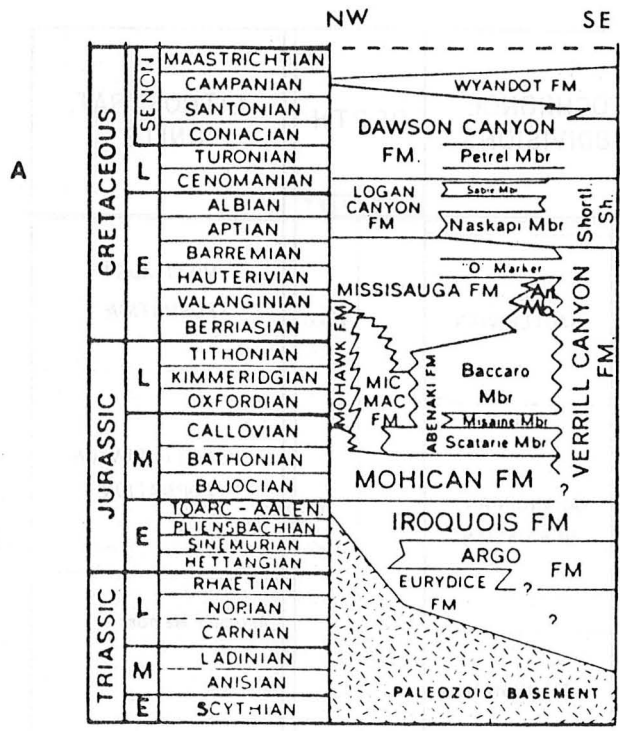 NW SE
A
CRETACEOUS
SENON
L
E
JURASSIC
L
M
E
TRIASSIC
L
M
E
MAASTRICHTIAN
CAMPANIAN
SANTONIAN
CONIACIAN
TURONIAN
CENOMANIAN
ALBIAN
APTIAN
BARREMIAN
HAUTERIVIAN
VALANGINIAN
BERRIASIAN
TITHONIAN
KIMMERIDGIAN
OXFORDIAN
CALLOVIAN
BATHONIAN
BAJOCIAN
TOARC - AALEN.
PLIENSBACHIAN
SINEMURIAN
HETTANGIAN
RHAETIAN
NORIAN
CARNIAN
LADINIAN
ANISIAN
SCYTHIAN
WYANDOT FM
DAWSON CANYON
FM.
Petrel Mbr
LOGAN
CANYON
FM
Sable Mbr
Naskapi Mbr
Shortl.
Sh.
"O" Marker
MISSISAUGA FM
Art.
Mb.
MOHAWK FM
MIC
MAC
FM
ABENAKI FM
Baccaro
Mbr
Misaine Mbr
Scatarie Mbr
VERRILL CANYON
FM.
MOHICAN FM
?
IROQUOIS FM
ARGO
FM
EURYDICE
FM
?
?
PALEOZOIC BASEMENT